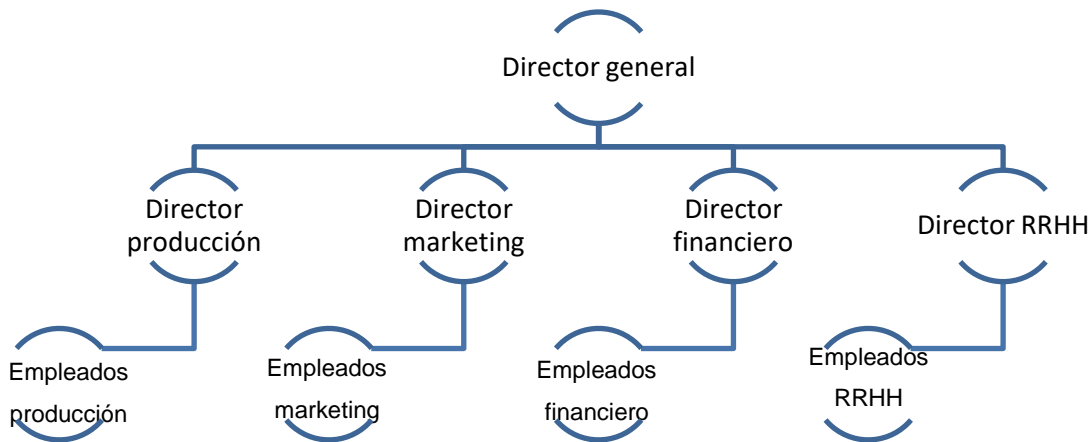 Director general
Director
producción
Director
marketing
Director
financiero
Director RRHH
Empleados
producción
Empleados
marketing
Empleados
financiero
Empleados
RRHH